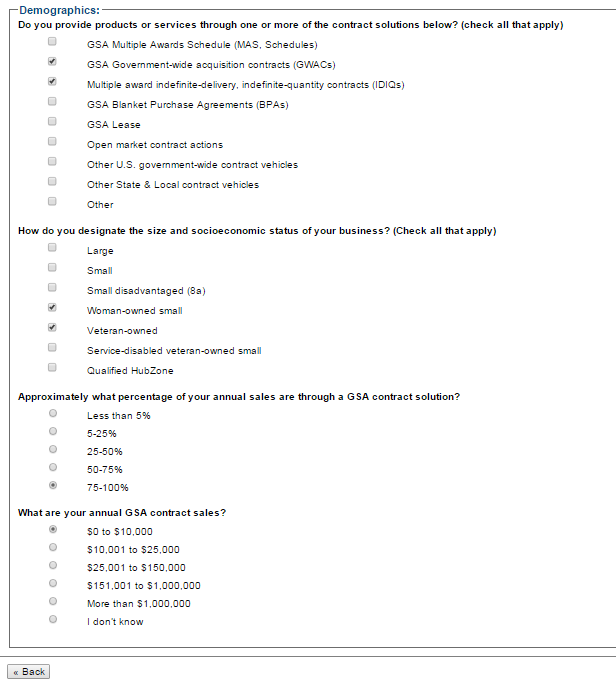 Demographics:
Do you provide products or services through one or more of the contract solutions below? (check all that apply)
GSA Multiple Awards Schedule (MAS, Schedules)
GSA Government-wide acquisition contracts (GWACs)
Multiple award indefinite-delivery, indefinite-quantity contracts (IDIQs)
GSA Blanket Purchase Agreements (BPAs)
GSA Lease
Open market contract actions
Other U.S. government-wide contract vehicles
Other State & Local contract vehicles
Other
How do you designate the size and socioeconomic status of your business? (Check all that apply)
Large
Small
Small disadvantaged (8a)
Woman-owned small
Veteran-owned
Service-disabled veteran-owned small
Qualified HubZone
Approximately what percentage of your annual sales are through a GSA contract solution?
Less than 5%
5-25%
25-50%
50-75%
75-100%
What are your annual GSA contract sales?
$0 to $10,000
$10,001 to $25,000
$25,001 to $150,000
$151,001 to $1,000,000
More than $1,000,000
I don't know
« Back